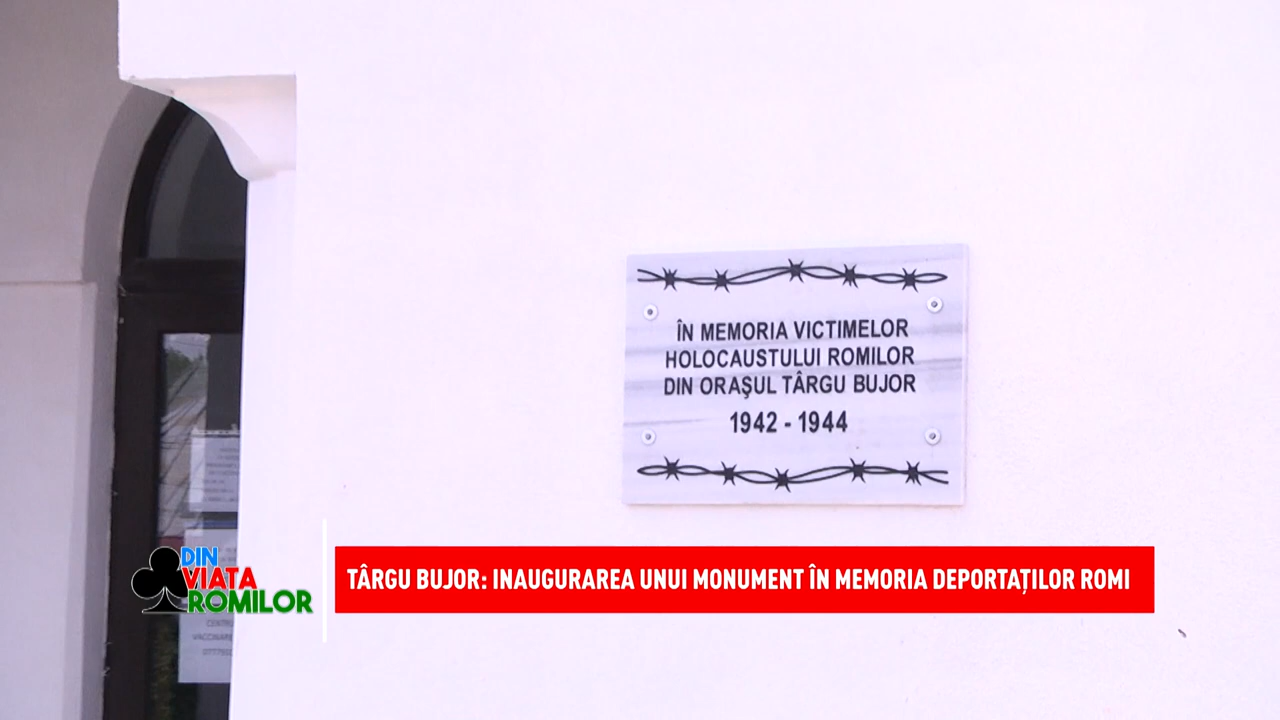 ÎN MEMORIA VICTIMELOR
HOLOCAUSTULUI ROMILOR
DIN ORAŞUL TÂRGU BUJOR
1942 - 1944
DIN
VIATA
ROMILOR
TÂRGU BUJOR: INAUGURAREA UNUI MONUMENT ÎN MEMORIA DEPORTAȚILOR ROMI